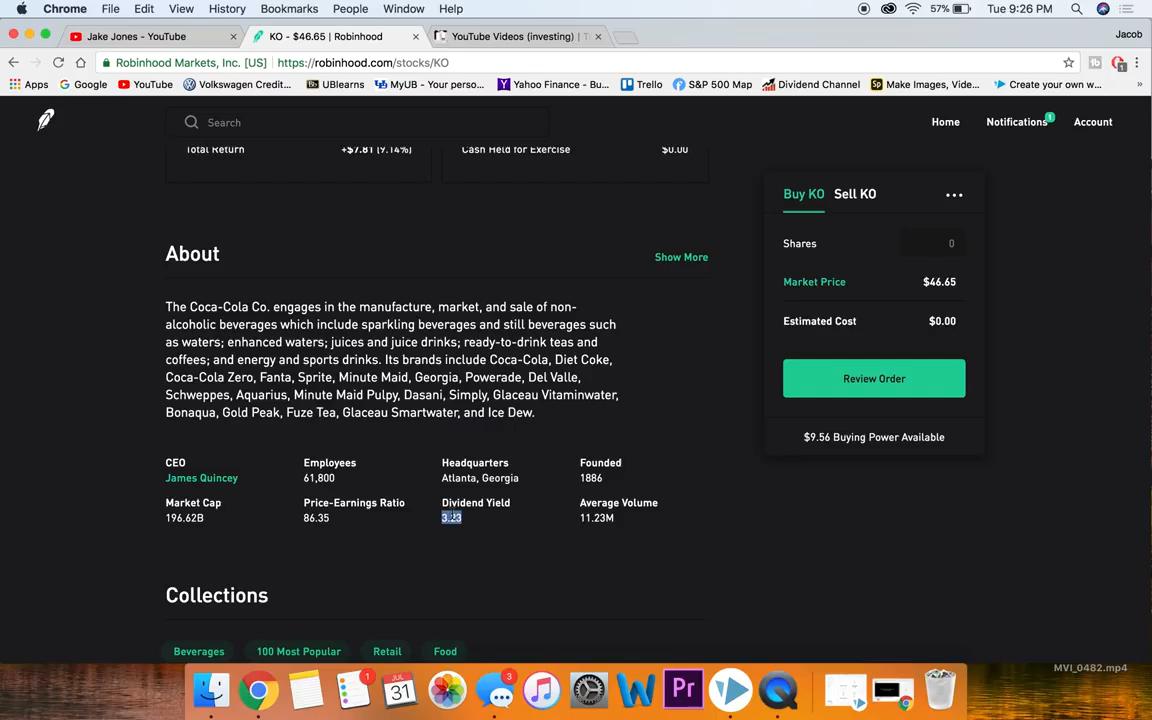 Chrome File Edit View History Bookmarks People Window Help 57% Tue 9:26 PM
Jake Jones - YouTube KO - $46.65 | Robinhood YouTube Videos (investing) | Jacob
Robinhood Markets, Inc. [US] https://robinhood.com/stocks/KO
Apps Google YouTube Volkswagen Credit... UBlearns MyUB - Your perso... Yahoo Finance - Bu... Trello S&P 500 Map Dividend Channel Make Images, Vide... Create your own w... »
Search Home Notifications 1 Account
Total Return +$7.81 (9.14%) Cash Held for Exercise $0.00
Buy KO Sell KO
Shares 0
Market Price $46.65
Estimated Cost $0.00
Review Order
$9.56 Buying Power Available
About Show More
The Coca-Cola Co. engages in the manufacture, market, and sale of non-
alcoholic beverages which include sparkling beverages and still beverages such
as waters; enhanced waters; juices and juice drinks; ready-to-drink teas and
coffees; and energy and sports drinks. Its brands include Coca-Cola, Diet Coke,
Coca-Cola Zero, Fanta, Sprite, Minute Maid, Georgia, Powerade, Del Valle,
Schweppes, Aquarius, Minute Maid Pulpy, Dasani, Simply, Glaceau Vitaminwater,
Bonaqua, Gold Peak, Fuze Tea, Glaceau Smartwater, and Ice Dew.
CEO Employees Headquarters Founded
James Quincey 61,800 Atlanta, Georgia 1886
Market Cap Price-Earnings Ratio Dividend Yield Average Volume
196.62B 86.35 3.23 11.23M
Collections
Beverages 100 Most Popular Retail Food
MVI_0482.mp4
1 JUL 31 3 W Pr